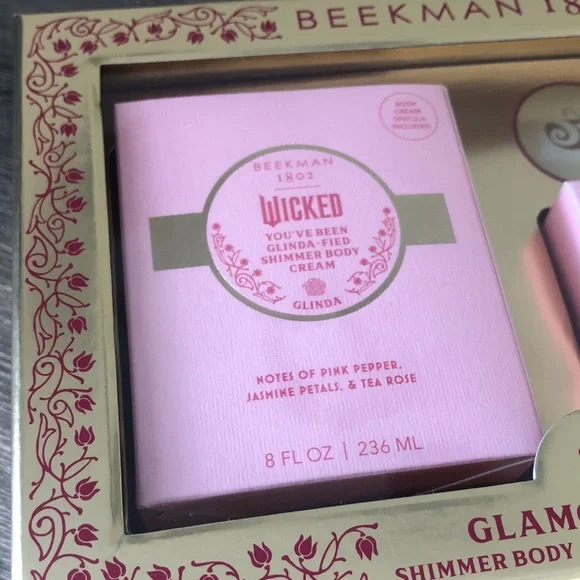 BEEKMAN 18
BODY
CREAM
SPATULA
INCLUDED
BEEKMAN
1802
WICKED
YOU'VE BEEN
GLINDA-FIED
SHIMMER BODY
CREAM
GLINDA
NOTES OF PINK PEPPER,
JASMINE PETALS, & TEA ROSE
8 FL OZ | 236 ML
GLAMO
SHIMMER BODY